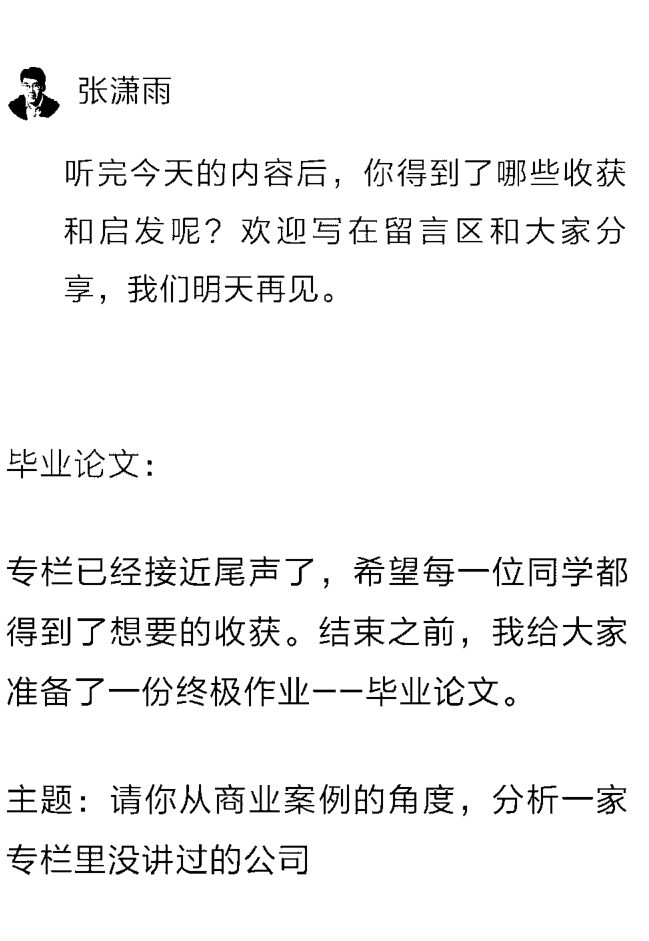 张潇雨
听完今天的内容后，你得到了哪些收获
和启发呢？欢迎写在留言区和大家分
享，我们明天再见。
毕业论文：
专栏已经接近尾声了，希望每一位同学都
得到了想要的收获。结束之前，我给大家
准备了一份终极作业——毕业论文。
主题：请你从商业案例的角度，分析一家
专栏里没讲过的公司